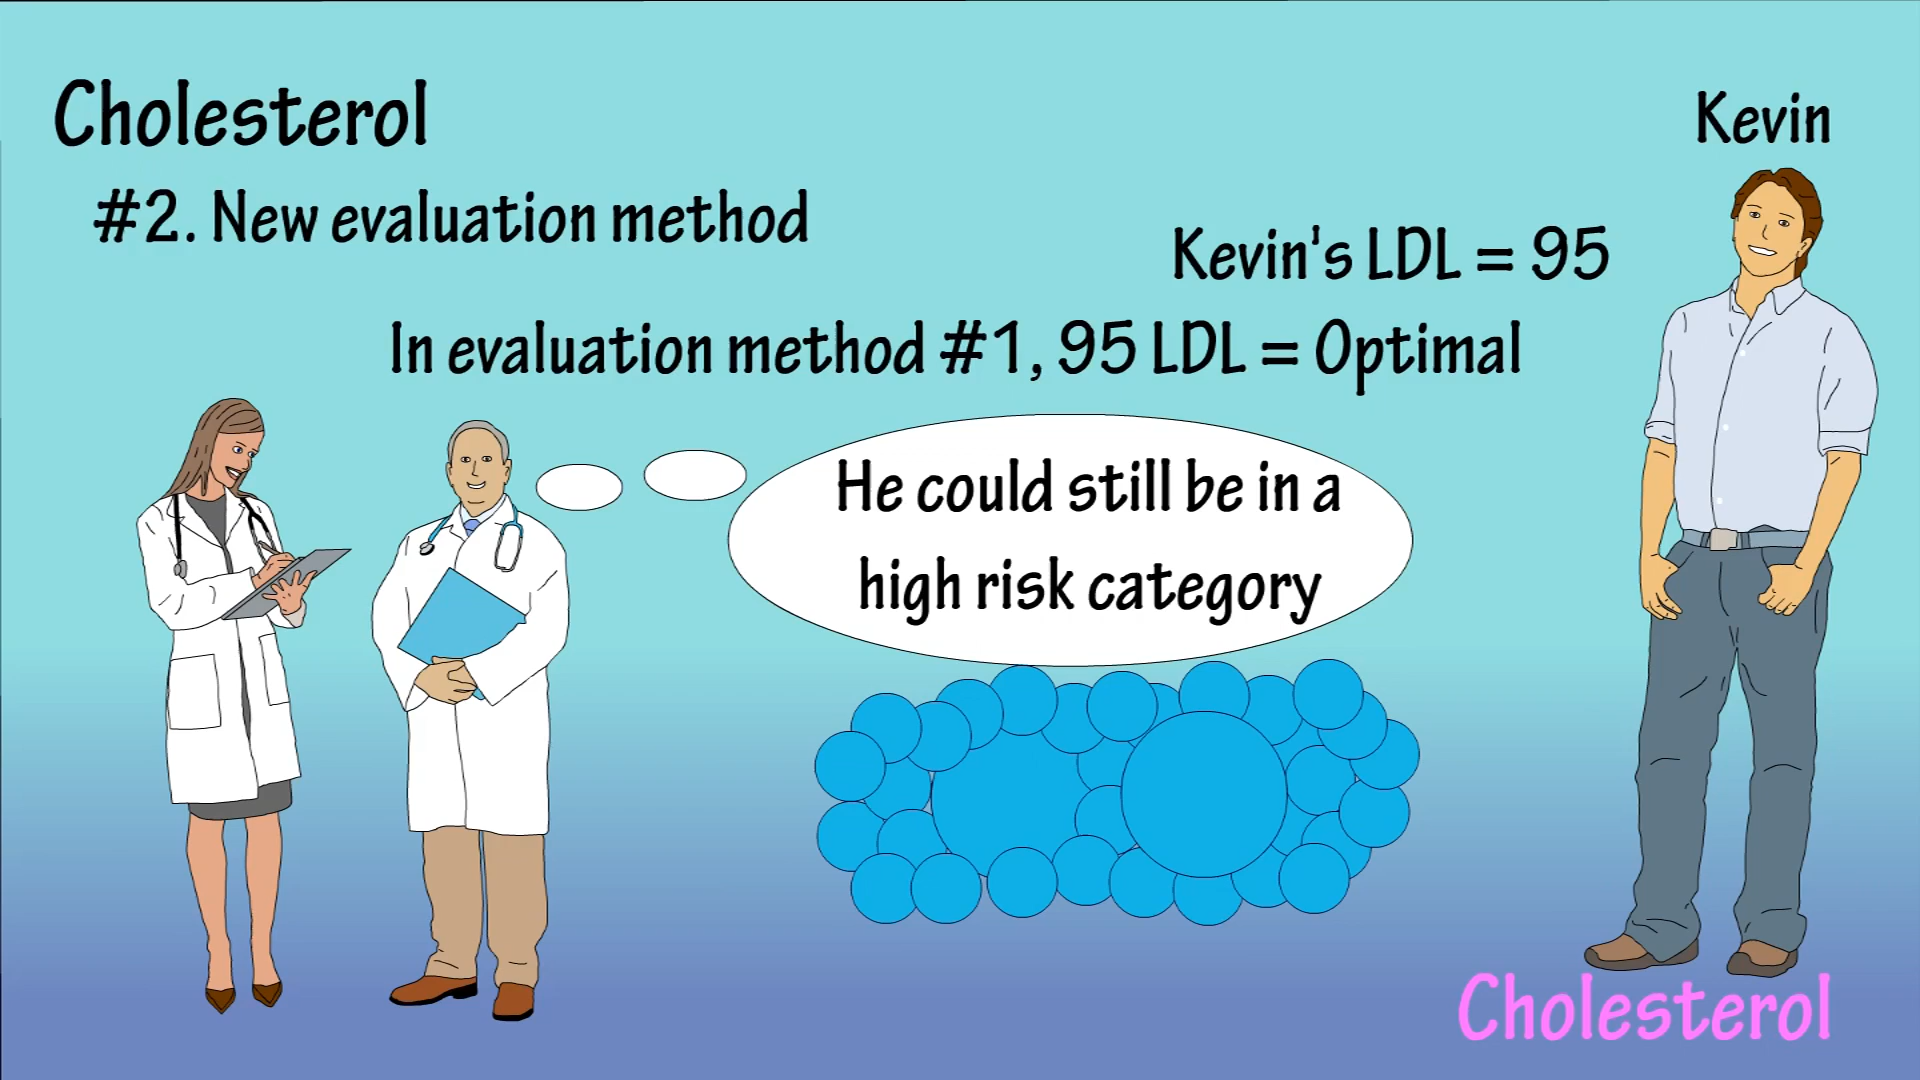 Cholesterol
Kevin
#2. New evaluation method
Kevin's LDL = 95
In evaluation method #1, 95 LDL = Optimal
He could still be in a
high risk category
Cholesterol